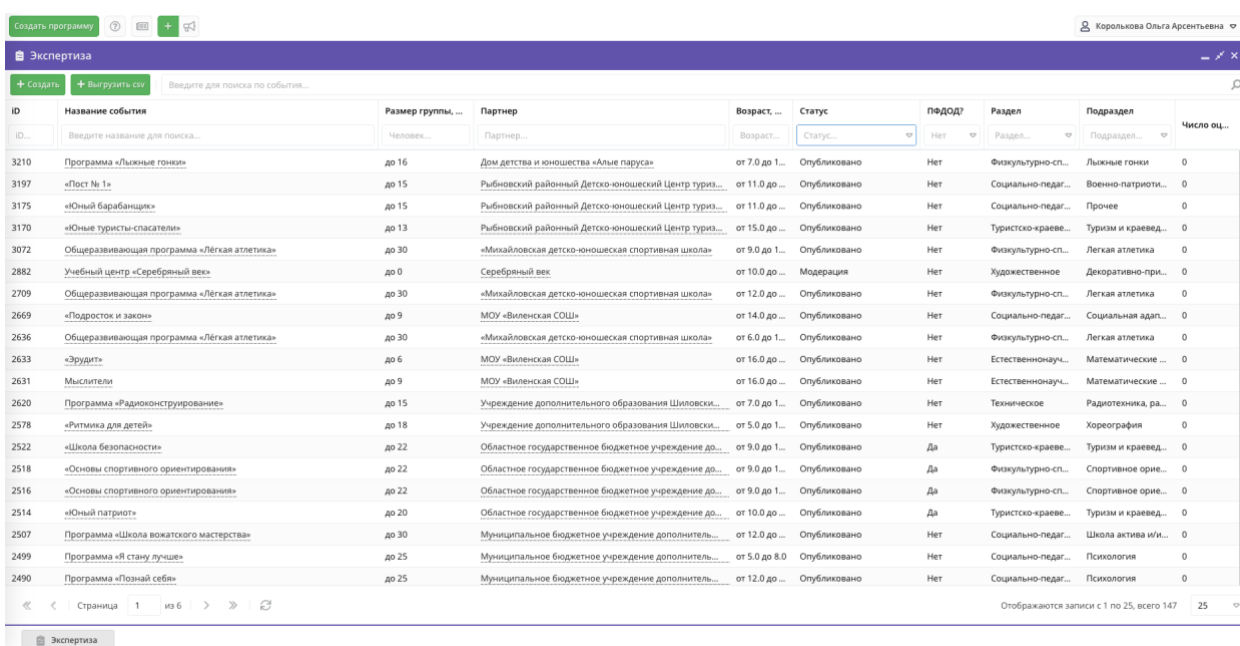 Создать программу Королькова Ольга Арсентьевна
Экспертиза
+ Создать + Выгрузить csv Введите для поиска по события...
iD Название события Размер группы, ... Партнер Возраст, ... Статус ПФДОД? Раздел Подраздел Число оц...
iD... Введите название для поиска... Человек... Партнер... Возраст... Статус... Нет Раздел... Подраздел...
3210 Программа «Лыжные гонки» до 16 Дом детства и юношества «Алые паруса» от 7.0 до 1... Опубликовано Нет Физкультурно-сп... Лыжные гонки 0
3197 «Пост № 1» до 15 Рыбновский районный Детско-юношеский Центр туриз... от 11.0 до ... Опубликовано Нет Социально-педаг... Военно-патриоти... 0
3175 «Юный барабанщик» до 15 Рыбновский районный Детско-юношеский Центр туриз... от 11.0 до ... Опубликовано Нет Социально-педаг... Прочее 0
3170 «Юные туристы-спасатели» до 13 Рыбновский районный Детско-юношеский Центр туриз... от 15.0 до ... Опубликовано Нет Туристско-краеве... Туризм и краевед... 0
3072 Общеразвивающая программа «Лёгкая атлетика» до 30 «Михайловская детско-юношеская спортивная школа» от 9.0 до 1... Опубликовано Нет Физкультурно-сп... Легкая атлетика 0
2882 Учебный центр «Серебряный век» до 0 Серебряный век от 10.0 до ... Модерация Нет Художественное Декоративно-при... 0
2709 Общеразвивающая программа «Лёгкая атлетика» до 30 «Михайловская детско-юношеская спортивная школа» от 12.0 до ... Опубликовано Нет Физкультурно-сп... Легкая атлетика 0
2669 «Подросток и закон» до 9 МОУ «Виленская СОШ» от 14.0 до ... Опубликовано Нет Социально-педаг... Социальная адап... 0
2636 Общеразвивающая программа «Лёгкая атлетика» до 30 «Михайловская детско-юношеская спортивная школа» от 6.0 до 1... Опубликовано Нет Физкультурно-сп... Легкая атлетика 0
2633 «Эрудит» до 6 МОУ «Виленская СОШ» от 16.0 до ... Опубликовано Нет Естественнонауч... Математические ... 0
2631 Мыслители до 9 МОУ «Виленская СОШ» от 16.0 до ... Опубликовано Нет Естественнонауч... Математические ... 0
2620 Программа «Радиоконструирование» до 15 Учреждение дополнительного образования Шиловски... от 7.0 до 1... Опубликовано Нет Техническое Радиотехника, ра... 0
2578 «Ритмика для детей» до 18 Учреждение дополнительного образования Шиловски... от 5.0 до 1... Опубликовано Нет Художественное Хореография 0
2522 «Школа безопасности» до 22 Областное государственное бюджетное учреждение до... от 9.0 до 1... Опубликовано Да Туристско-краеве... Туризм и краевед... 0
2518 «Основы спортивного ориентирования» до 22 Областное государственное бюджетное учреждение до... от 9.0 до 1... Опубликовано Да Физкультурно-сп... Спортивное орие... 0
2516 «Основы спортивного ориентирования» до 22 Областное государственное бюджетное учреждение до... от 9.0 до 1... Опубликовано Да Физкультурно-сп... Спортивное орие... 0
2514 «Юный патриот» до 20 Областное государственное бюджетное учреждение до... от 10.0 до ... Опубликовано Да Туристско-краеве... Туризм и краевед... 0
2507 Программа «Школа вожатского мастерства» до 30 Муниципальное бюджетное учреждение дополнитель... от 12.0 до ... Опубликовано Нет Социально-педаг... Школа актива и/и... 0
2499 Программа «Я стану лучше» до 25 Муниципальное бюджетное учреждение дополнитель... от 5.0 до 8.0 Опубликовано Нет Социально-педаг... Психология 0
2490 Программа «Познай себя» до 25 Муниципальное бюджетное учреждение дополнитель... от 12.0 до ... Опубликовано Нет Социально-педаг... Психология 0
Страница 1 из 6 Отображаются записи с 1 по 25, всего 147 25
Экспертиза